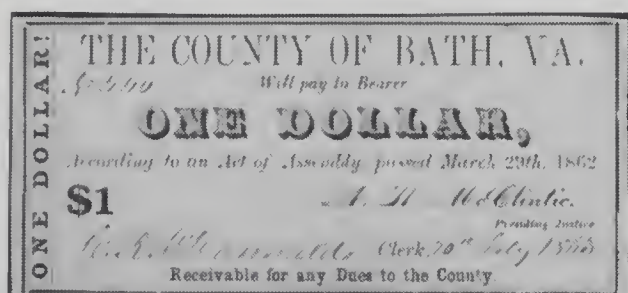 ONE DOLLAR!
THE COUNTY OF BATH, VA.
Will pay to Bearer
ONE DOLLAR,
According to an Act of Assembly, passed March 29th, 1862
$1
McClintic.
Presiding Justice
Clerk, July
Receivable for any Dues to the County.